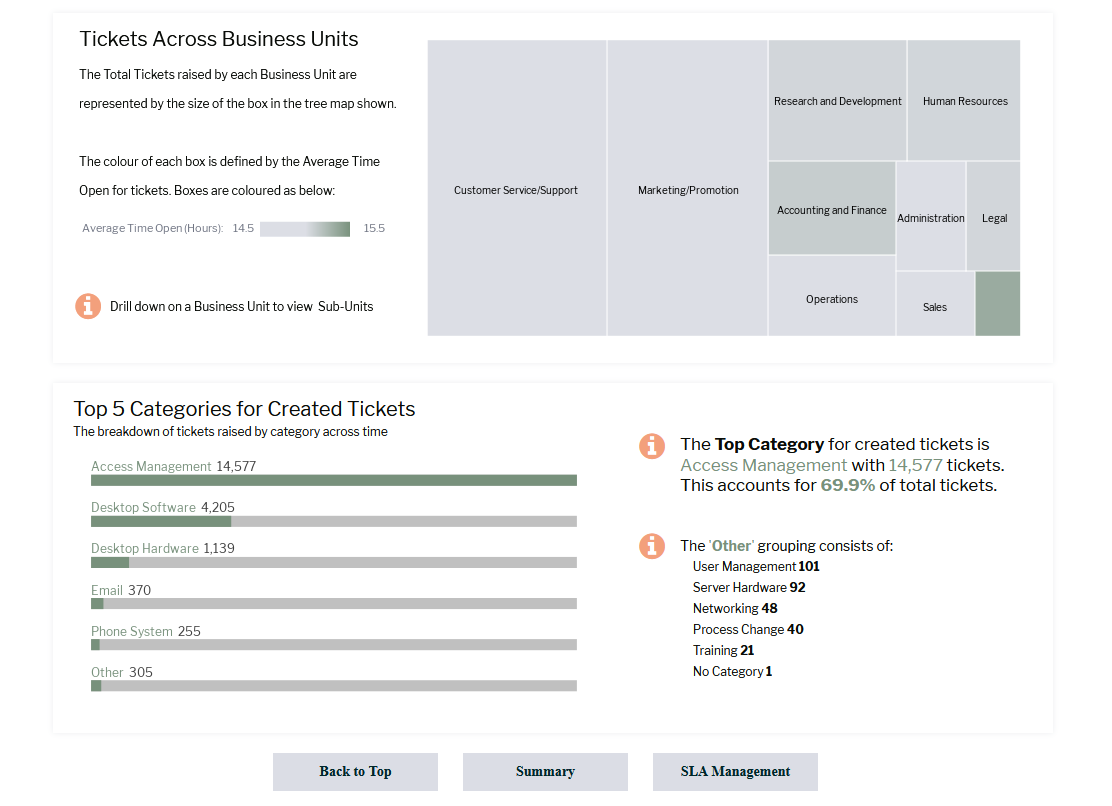 Tickets Across Business Units
The Total Tickets raised by each Business Unit are
represented by the size of the box in the tree map shown.
The colour of each box is defined by the Average Time
Open for tickets. Boxes are coloured as below:
Average Time Open (Hours): 14.5 15.5
Drill down on a Business Unit to view Sub-Units
Customer Service/Support
Marketing/Promotion
Research and Development
Human Resources
Accounting and Finance
Administration
Legal
Operations
Sales
Top 5 Categories for Created Tickets
The breakdown of tickets raised by category across time
Access Management 14,577
Desktop Software 4,205
Desktop Hardware 1,139
Email 370
Phone System 255
Other 305
The Top Category for created tickets is
Access Management with 14,577 tickets.
This accounts for 69.9% of total tickets.
The 'Other' grouping consists of:
User Management 101
Server Hardware 92
Networking 48
Process Change 40
Training 21
No Category 1
Back to Top
Summary
SLA Management